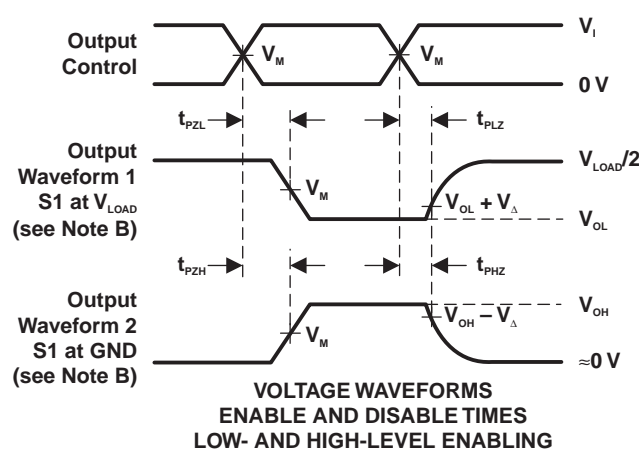 Output
Control
V_I
V_M
V_M
0 V
t_PZL
t_PLZ
Output
Waveform 1
S1 at V_LOAD
(see Note B)
V_LOAD/2
V_M
V_OL + V_Δ
V_OL
t_PZH
t_PHZ
Output
Waveform 2
S1 at GND
(see Note B)
V_OH
V_OH – V_Δ
V_M
≈0 V
VOLTAGE WAVEFORMS
ENABLE AND DISABLE TIMES
LOW- AND HIGH-LEVEL ENABLING